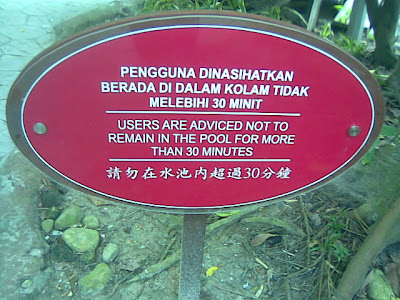 PENGGUNA DINASIHATKAN
BERADA DI DALAM KOLAM TIDAK
MELEBIHI 30 MINIT
USERS ARE ADVICED NOT TO
REMAIN IN THE POOL FOR MORE
THAN 30 MINUTES
請勿在水池内超過30分鐘